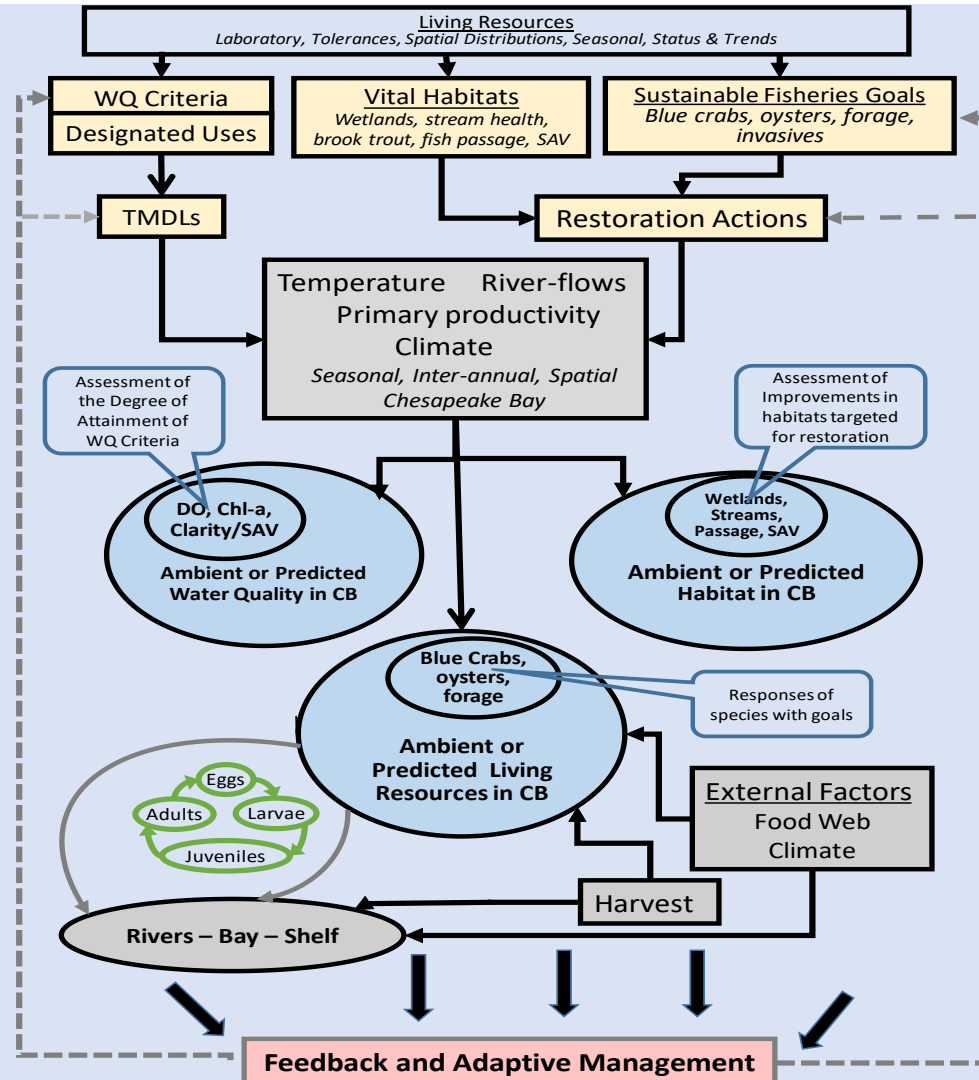 Living Resources
Laboratory, Tolerances, Spatial Distributions, Seasonal, Status & Trends
WQ Criteria
Designated Uses
Vital Habitats
Wetlands, stream health,
brook trout, fish passage, SAV
Sustainable Fisheries Goals
Blue crabs, oysters, forage,
invasives
TMDLs
Restoration Actions
Temperature River-flows
Primary productivity
Climate
Seasonal, Inter-annual, Spatial
Chesapeake Bay
Assessment of
the Degree of
Attainment of
WQ Criteria
Assessment of
Improvements in
habitats targeted
for restoration
DO, Chl-a,
Clarity/SAV
Ambient or Predicted
Water Quality in CB
Wetlands,
Streams,
Passage, SAV
Ambient or Predicted
Habitat in CB
Blue Crabs,
oysters,
forage
Ambient or
Predicted Living
Resources in CB
Responses of
species with goals
Eggs
Adults
Larvae
Juveniles
External Factors
Food Web
Climate
Harvest
Rivers – Bay – Shelf
Feedback and Adaptive Management